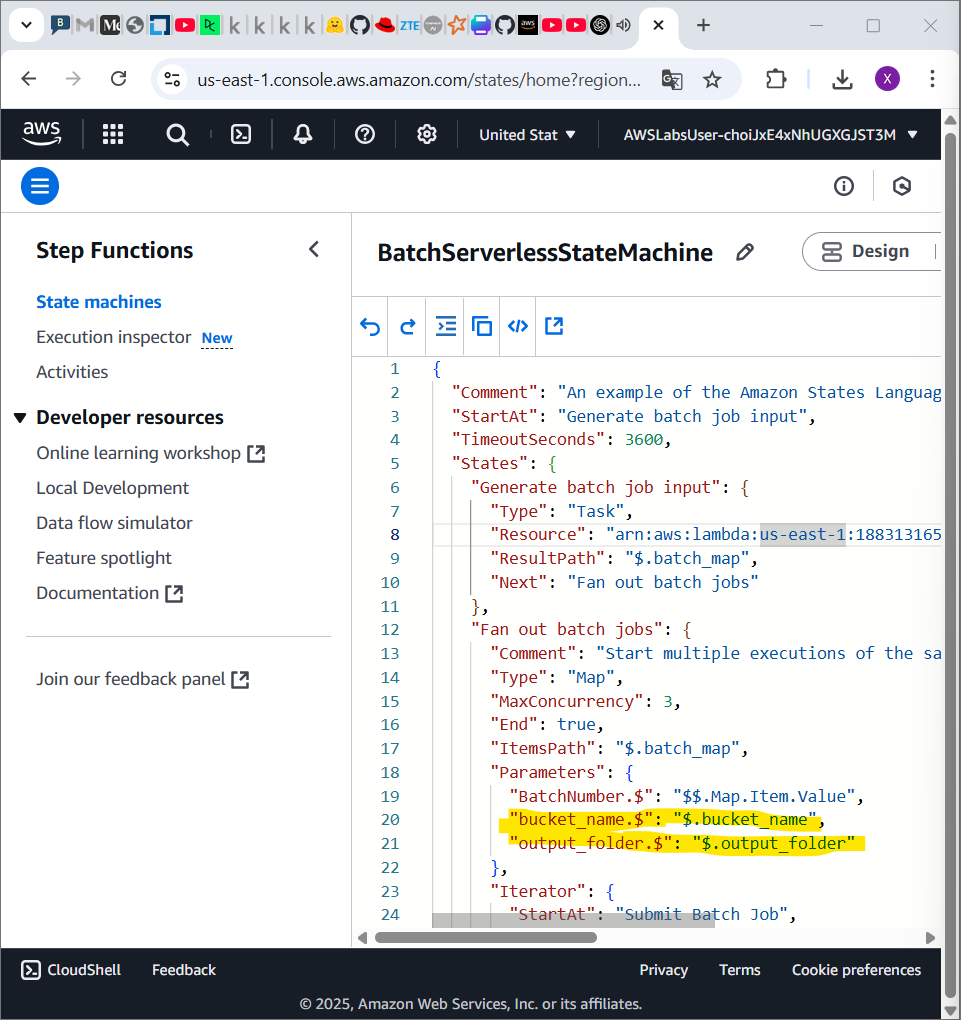 us-east-1.console.aws.amazon.com/states/home?region...
X
aws
United Stat
AWSLabsUser-choiJxE4xNhUGXGJST3M
Step Functions
BatchServerlessStateMachine
Design
State machines
Execution inspector New
Activities
Developer resources
Online learning workshop
Local Development
Data flow simulator
Feature spotlight
Documentation
Join our feedback panel
1 {
2 "Comment": "An example of the Amazon States Languag
3 "StartAt": "Generate batch job input",
4 "TimeoutSeconds": 3600,
5 "States": {
6 "Generate batch job input": {
7 "Type": "Task",
8 "Resource": "arn:aws:lambda:us-east-1:188313165
9 "ResultPath": "$.batch_map",
10 "Next": "Fan out batch jobs"
11 },
12 "Fan out batch jobs": {
13 "Comment": "Start multiple executions of the sa
14 "Type": "Map",
15 "MaxConcurrency": 3,
16 "End": true,
17 "ItemsPath": "$.batch_map",
18 "Parameters": {
19 "BatchNumber.$": "$$.Map.Item.Value",
20 "bucket_name.$": "$.bucket_name",
21 "output_folder.$": "$.output_folder"
22 },
23 "Iterator": {
24 "StartAt": "Submit Batch Job",
CloudShell
Feedback
Privacy
Terms
Cookie preferences
© 2025, Amazon Web Services, Inc. or its affiliates.